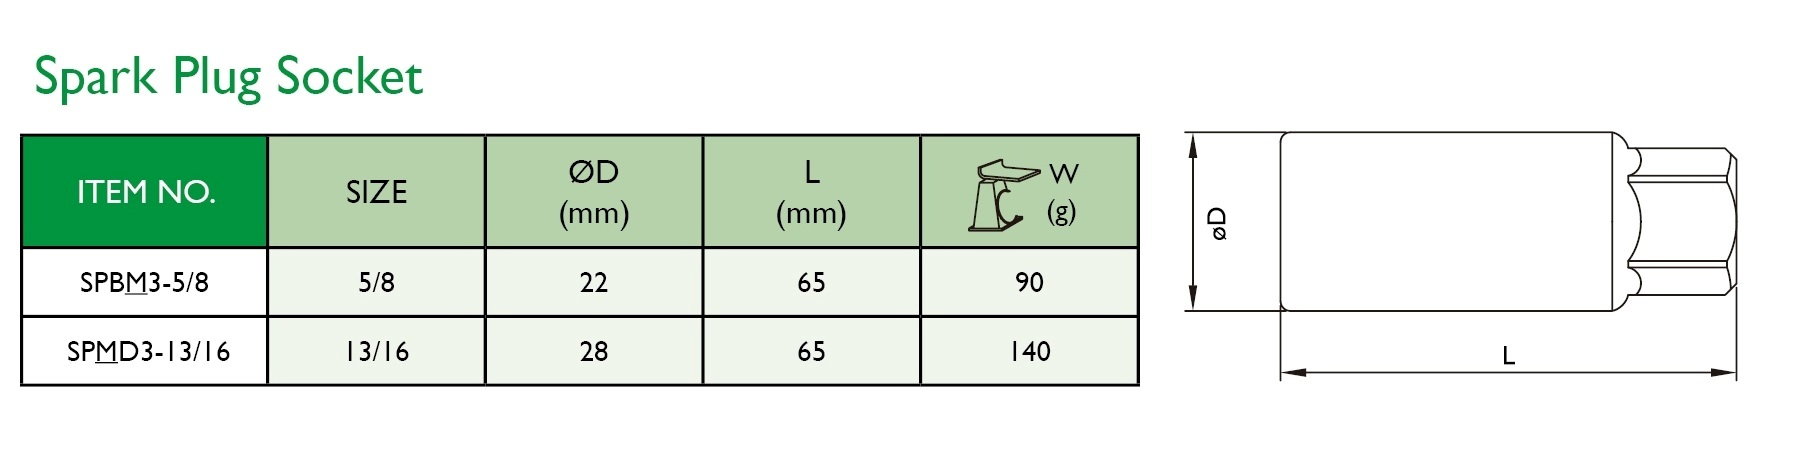 Spark Plug Socket
ITEM NO. SIZE ØD (mm) L (mm) W (g)
SPBM3-5/8 5/8 22 65 90
SPMD3-13/16 13/16 28 65 140
øD
L